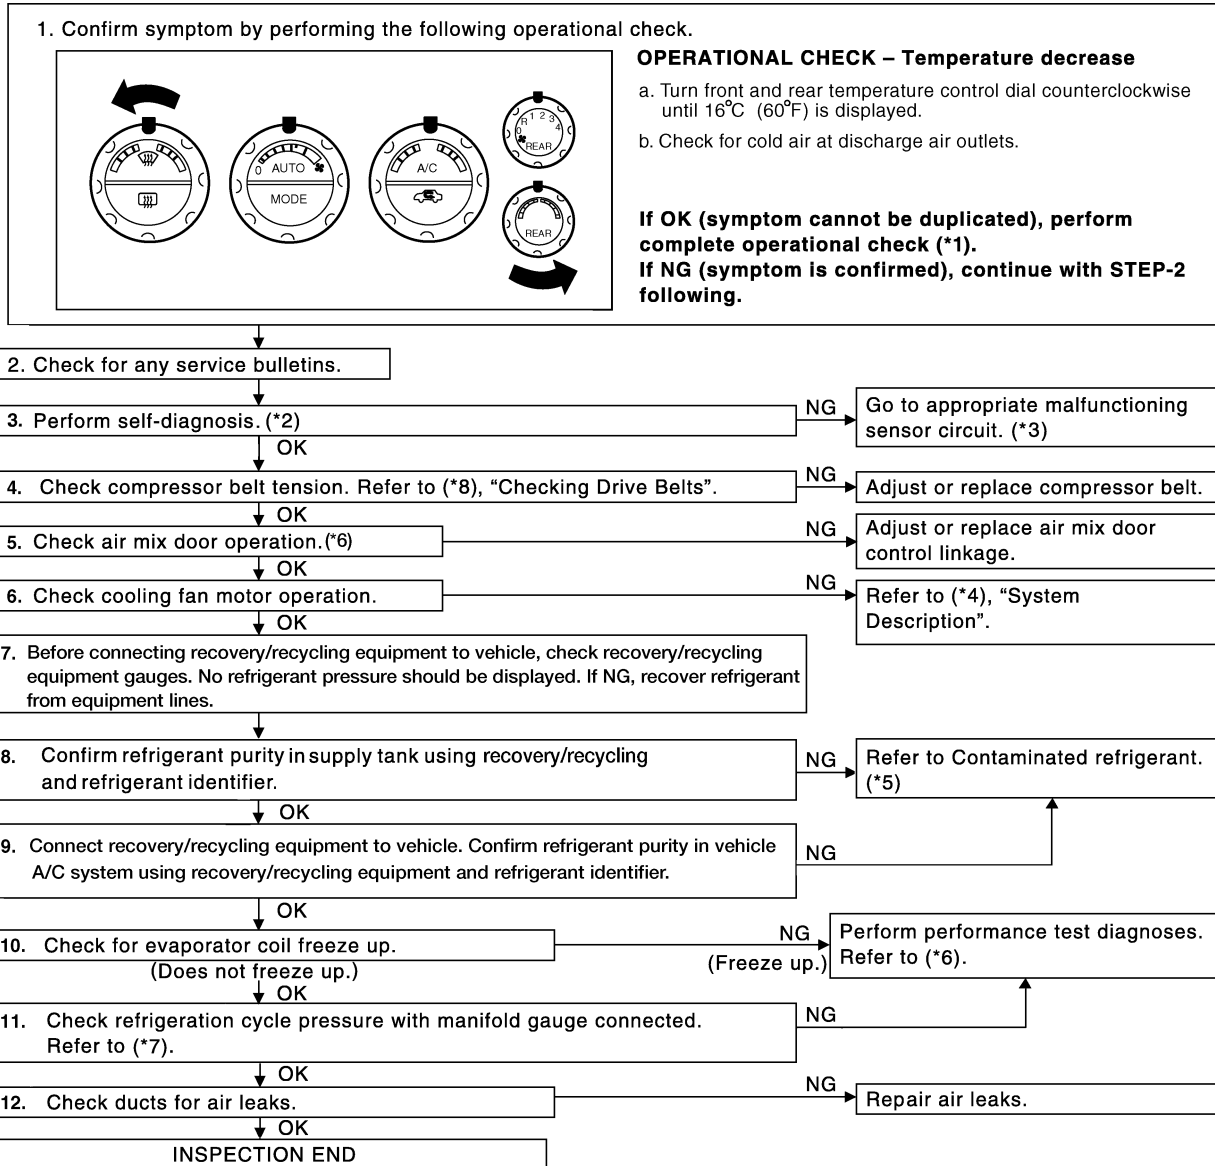 1. Confirm symptom by performing the following operational check.
0 AUTO
MODE
A/C
R 0 1 2 3 4
REAR
REAR
OPERATIONAL CHECK – Temperature decrease
a. Turn front and rear temperature control dial counterclockwise
until 16°C (60°F) is displayed.
b. Check for cold air at discharge air outlets.
If OK (symptom cannot be duplicated), perform
complete operational check (*1).
If NG (symptom is confirmed), continue with STEP-2
following.
2. Check for any service bulletins.
3. Perform self-diagnosis. (*2)
NG
Go to appropriate malfunctioning
sensor circuit. (*3)
OK
4. Check compressor belt tension. Refer to (*8), “Checking Drive Belts”.
NG
Adjust or replace compressor belt.
OK
5. Check air mix door operation.(*6)
NG
Adjust or replace air mix door
control linkage.
OK
6. Check cooling fan motor operation.
NG
Refer to (*4), “System
Description”.
OK
7. Before connecting recovery/recycling equipment to vehicle, check recovery/recycling
equipment gauges. No refrigerant pressure should be displayed. If NG, recover refrigerant
from equipment lines.
8. Confirm refrigerant purity in supply tank using recovery/recycling
and refrigerant identifier.
NG
Refer to Contaminated refrigerant.
(*5)
OK
9. Connect recovery/recycling equipment to vehicle. Confirm refrigerant purity in vehicle
A/C system using recovery/recycling equipment and refrigerant identifier.
NG
OK
10. Check for evaporator coil freeze up.
(Does not freeze up.)
NG
(Freeze up.)
Perform performance test diagnoses.
Refer to (*6).
OK
11. Check refrigeration cycle pressure with manifold gauge connected.
Refer to (*7).
NG
OK
12. Check ducts for air leaks.
NG
Repair air leaks.
OK
INSPECTION END